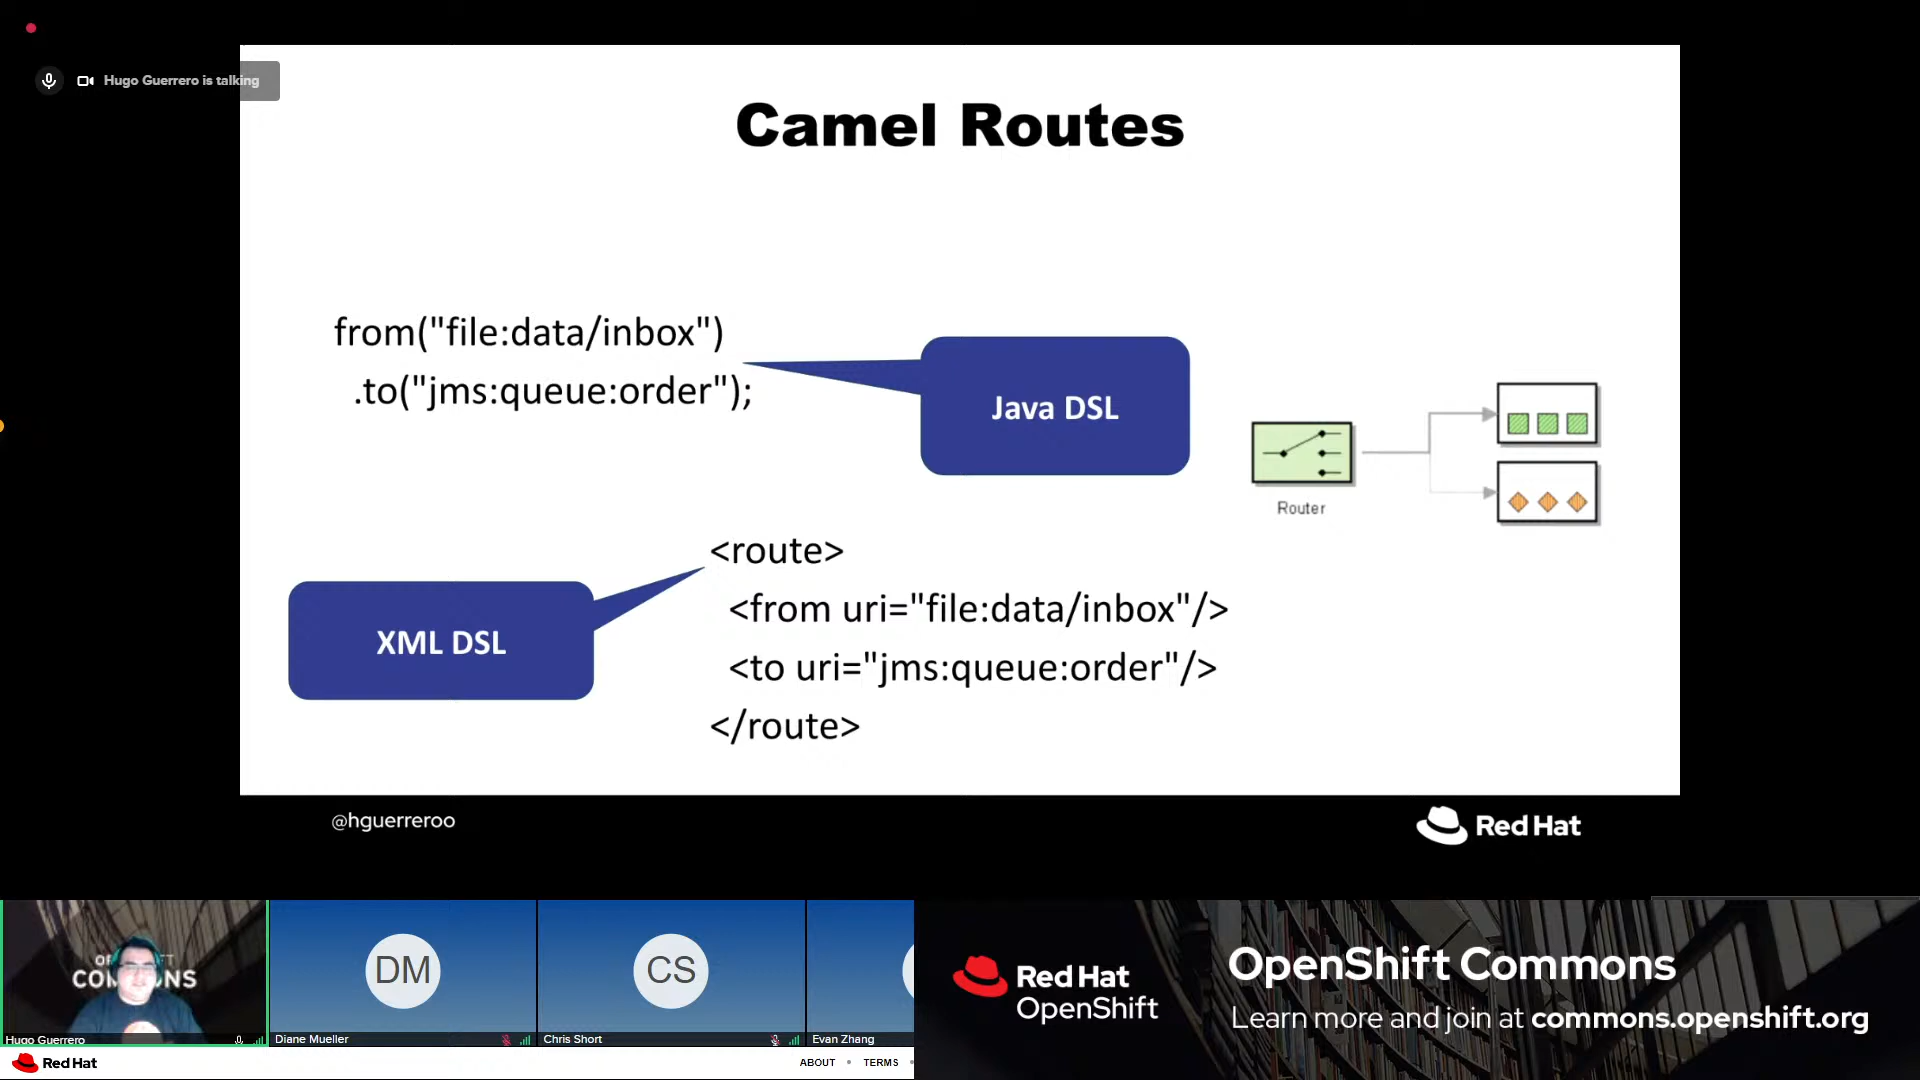 Hugo Guerrero is talking
Camel Routes
from("file:data/inbox")
.to("jms:queue:order");
Java DSL
Router
XML DSL
<route>
<from uri="file:data/inbox"/>
<to uri="jms:queue:order"/>
</route>
@hguerreroo
Red Hat
COMMONS
Hugo Guerrero
DM
Diane Mueller
CS
Chris Short
Evan Zhang
Red Hat
ABOUT • TERMS •
Red Hat
OpenShift
OpenShift Commons
Learn more and join at commons.openshift.org